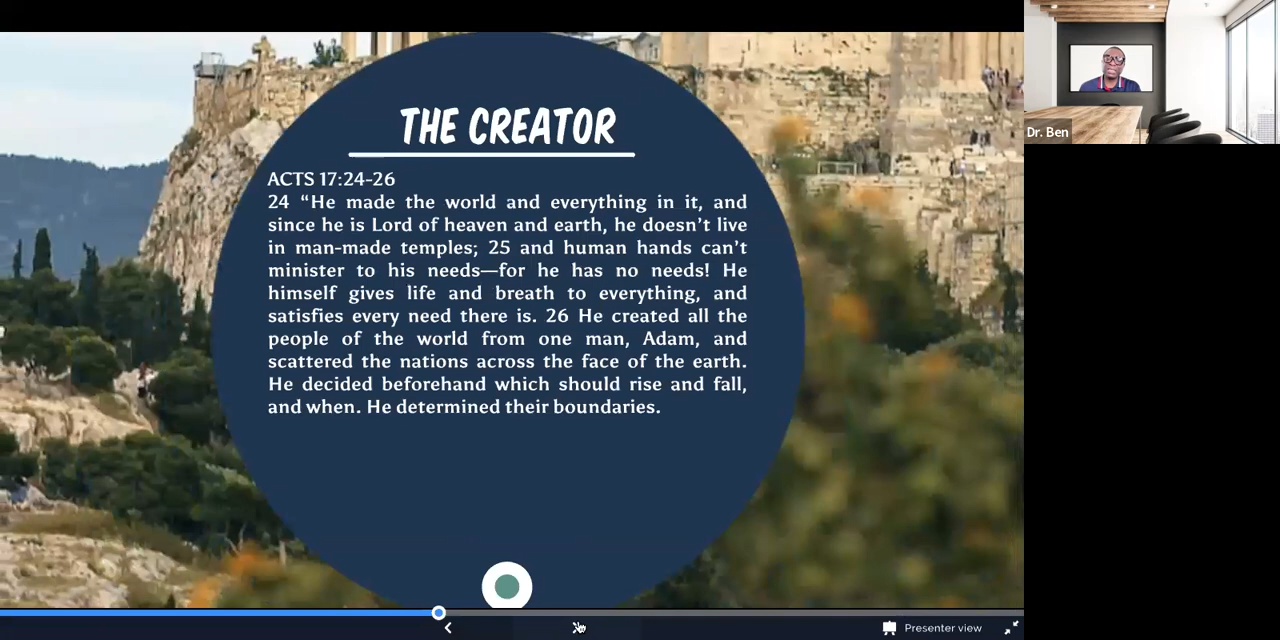 THE CREATOR
ACTS 17:24-26
24 “He made the world and everything in it, and
since he is Lord of heaven and earth, he doesn’t live
in man-made temples; 25 and human hands can’t
minister to his needs—for he has no needs! He
himself gives life and breath to everything, and
satisfies every need there is. 26 He created all the
people of the world from one man, Adam, and
scattered the nations across the face of the earth.
He decided beforehand which should rise and fall,
and when. He determined their boundaries.
Dr. Ben
Presenter view